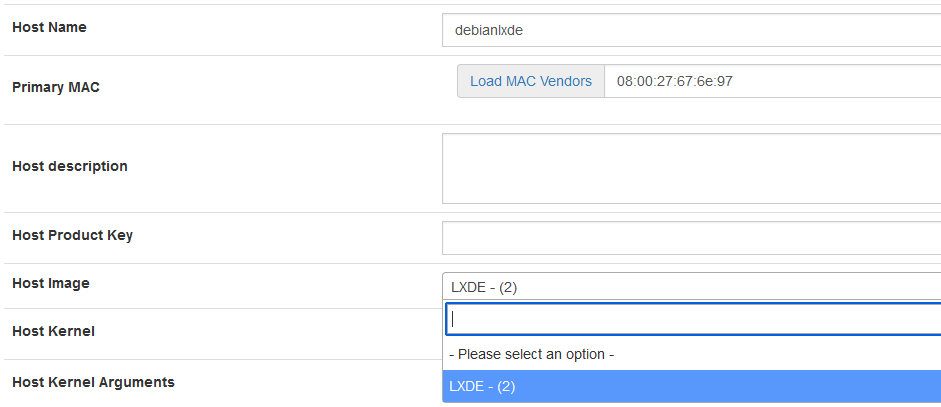 Host Name
debianlxde
Primary MAC
Load MAC Vendors 08:00:27:67:6e:97
Host description
Host Product Key
Host Image
LXDE - (2)
Host Kernel
- Please select an option -
Host Kernel Arguments
LXDE - (2)